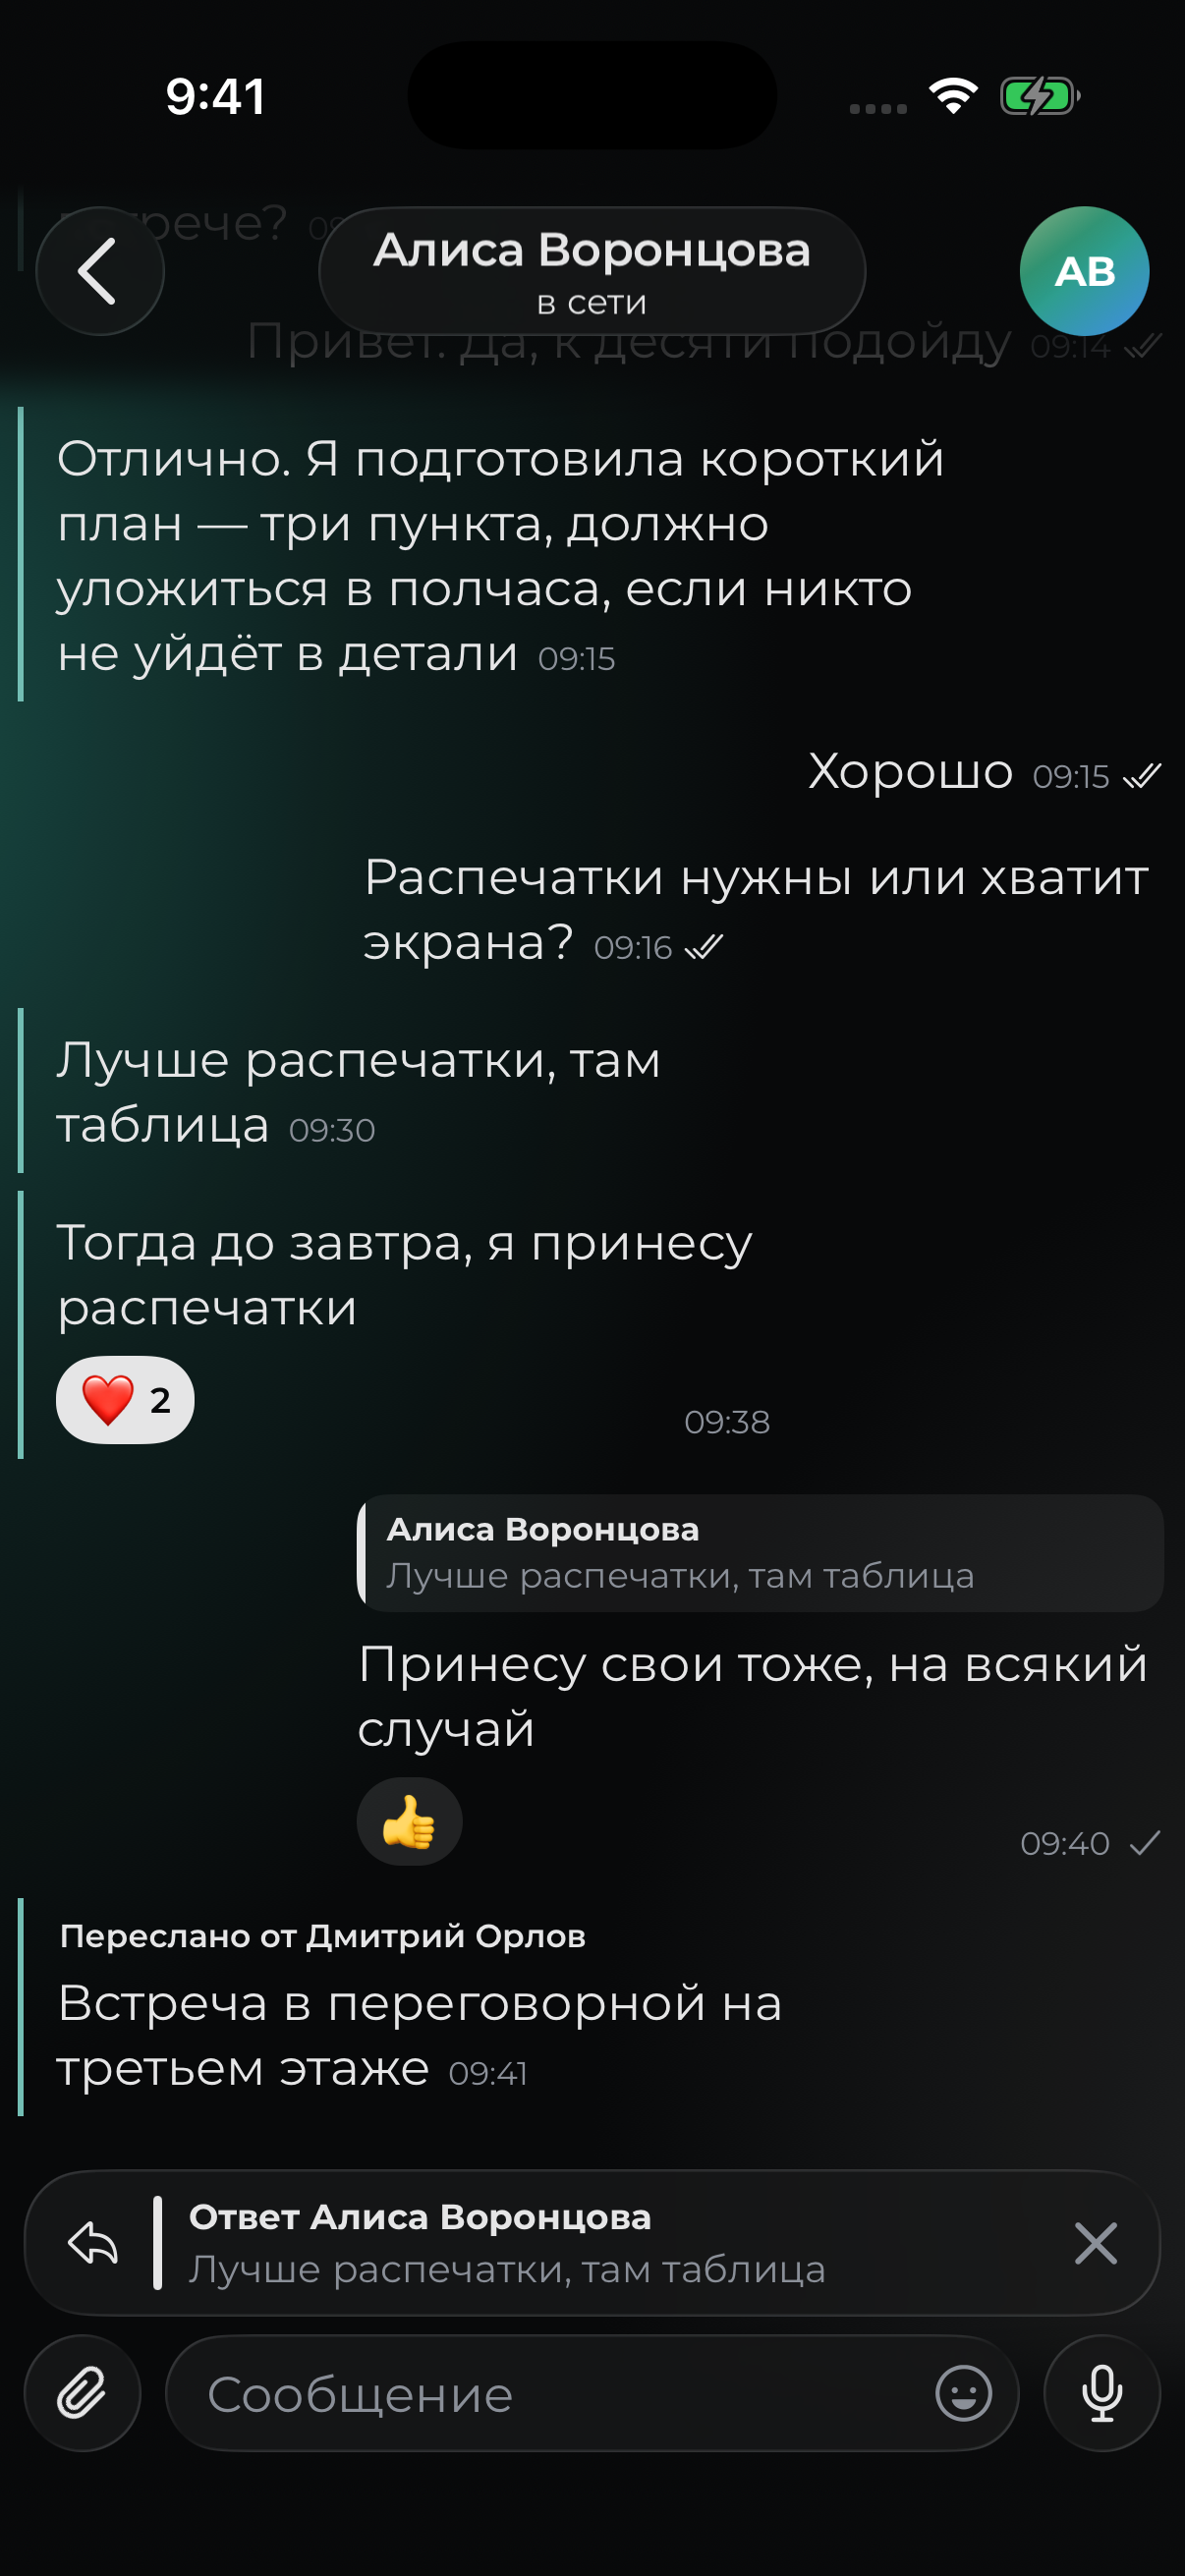 9:41
Алиса Воронцова
в сети
АВ
Привет. Да, к десяти подойду 09:14
Отлично. Я подготовила короткий
план — три пункта, должно
уложиться в полчаса, если никто
не уйдёт в детали 09:15
Хорошо 09:15
Распечатки нужны или хватит
экрана? 09:16
Лучше распечатки, там
таблица 09:30
Тогда до завтра, я принесу
распечатки
2
09:38
Алиса Воронцова
Лучше распечатки, там таблица
Принесу свои тоже, на всякий
случай
09:40
Переслано от Дмитрий Орлов
Встреча в переговорной на
третьем этаже 09:41
Ответ Алиса Воронцова
Лучше распечатки, там таблица
Сообщение